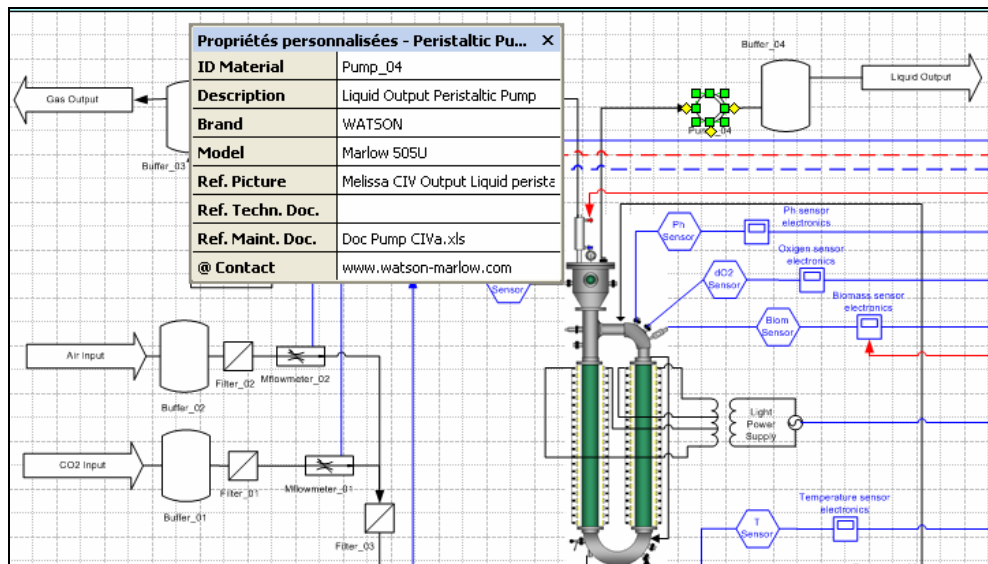 Propriétés personnalisées - Peristaltic Pu...
ID Material Pump_04
Description Liquid Output Peristaltic Pump
Brand WATSON
Model Marlow 505U
Ref. Picture Melissa CIV Output Liquid perista
Ref. Techn. Doc.
Ref. Maint. Doc. Doc Pump CIVa.xls
@ Contact www.watson-marlow.com
Gas Output
Buffer_03
Buffer_04
Liquid Output
Pump_04
Ph
Sensor
Ph sensor
electronics
dO2
Sensor
Oxigen sensor
electronics
Sensor
Biom
Sensor
Biomass sensor
electronics
Air Input
Buffer_02
Filter_02
Mflowmeter_02
Light
Power
Supply
CO2 Input
Buffer_01
Filter_01
Mflowmeter_01
Filter_03
T
Sensor
Temperature sensor
electronics